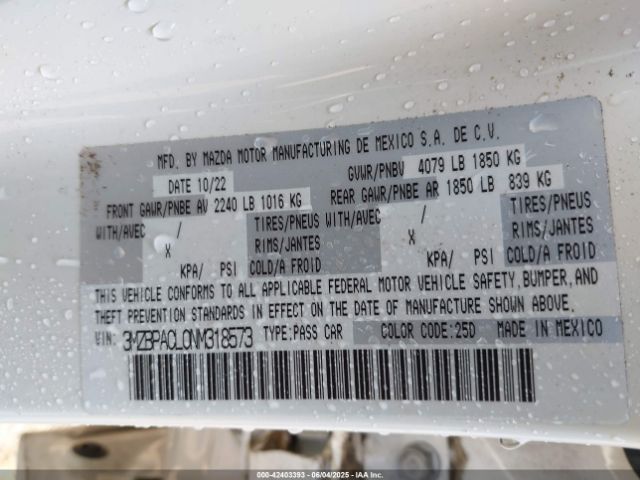 MFD. BY MAZDA MOTOR MANUFACTURING DE MEXICO S.A. DE C.V.
DATE 10/22 GVWR/PNBV 4079 LB 1850 KG
FRONT GAWR/PNBE AV 2240 LB 1016 KG REAR GAWR/PNBE AR 1850 LB 839 KG
WITH/AVEC / TIRES/PNEUS WITH/AVEC / TIRES/PNEUS
X RIMS/JANTES X RIMS/JANTES
KPA/ PSI COLD/A FROID KPA/ PSI COLD/A FROID
THIS VEHICLE CONFORMS TO ALL APPLICABLE FEDERAL MOTOR VEHICLE SAFETY, BUMPER, AND
THEFT PREVENTION STANDARDS IN EFFECT ON THE DATE OF MANUFACTURE SHOWN ABOVE.
VIN: 3MZBPACL0NM318573 TYPE:PASS CAR COLOR CODE:25D MADE IN MEXICO
000-42403393 - 06/04/2025 - IAAI.COM